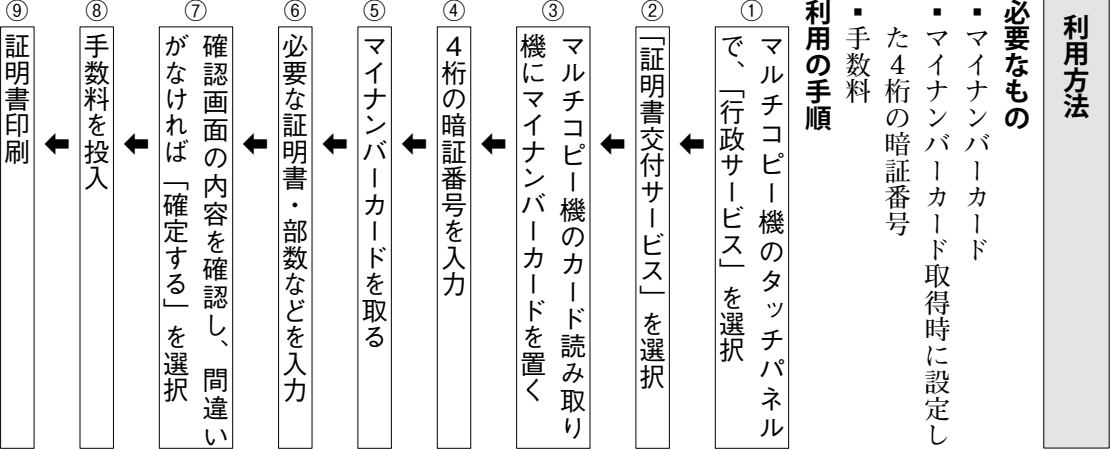 利用方法
必要なもの
▪マイナンバーカード
▪マイナンバーカード取得時に設定し
た4桁の暗証番号
▪手数料
利用の手順
①
マルチコピー機のタッチパネル
で、「行政サービス」を選択
②
「証明書交付サービス」を選択
③
マルチコピー機のカード読み取り
機にマイナンバーカードを置く
④
4桁の暗証番号を入力
⑤
マイナンバーカードを取る
⑥
必要な証明書・部数などを入力
⑦
確認画面の内容を確認し、間違い
がなければ「確定する」を選択
⑧
手数料を投入
⑨
証明書印刷